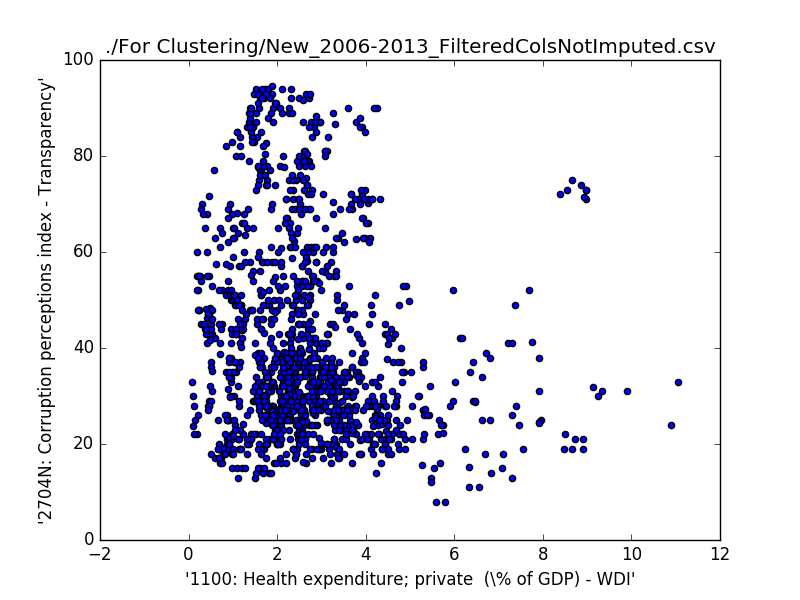 ./For Clustering/New_2006-2013_FilteredColsNotImputed.csv
'2704N: Corruption perceptions index - Transparency'
100
80
60
40
20
0
−2 0 2 4 6 8 10 12
'1100: Health expenditure; private  (\% of GDP) - WDI'